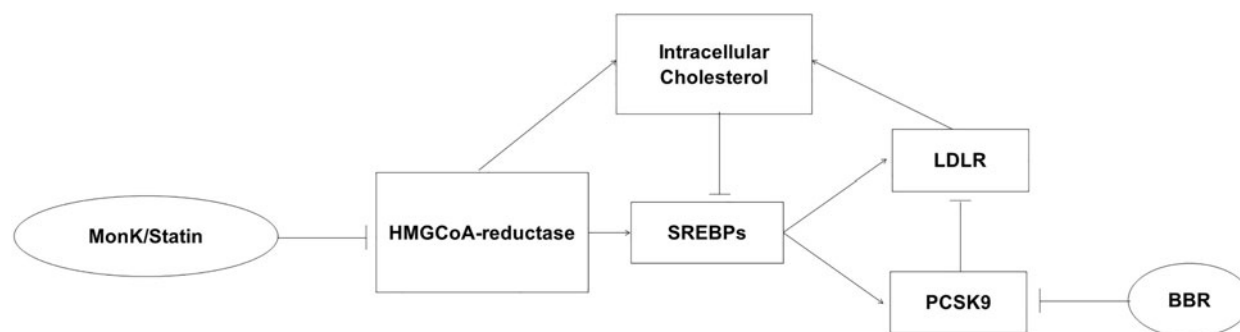 Intracellular
Cholesterol
LDLR
MonK/Statin
HMGCoA-reductase
SREBPs
PCSK9
BBR